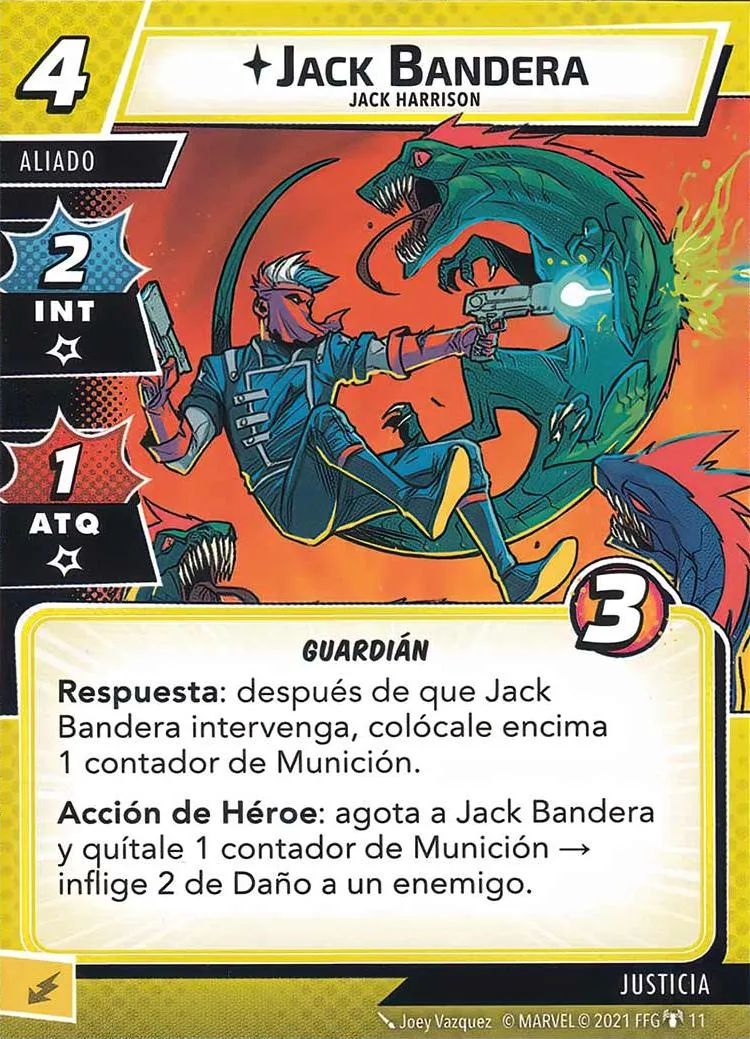 4
JACK BANDERA
JACK HARRISON
ALIADO
2
INT
1
ATQ
3
GUARDIÁN
Respuesta: después de que Jack
Bandera intervenga, colócale encima
1 contador de Munición.
Acción de Héroe: agota a Jack Bandera
y quítale 1 contador de Munición →
inflige 2 de Daño a un enemigo.
JUSTICIA
Joey Vazquez © MARVEL © 2021 FFG 11